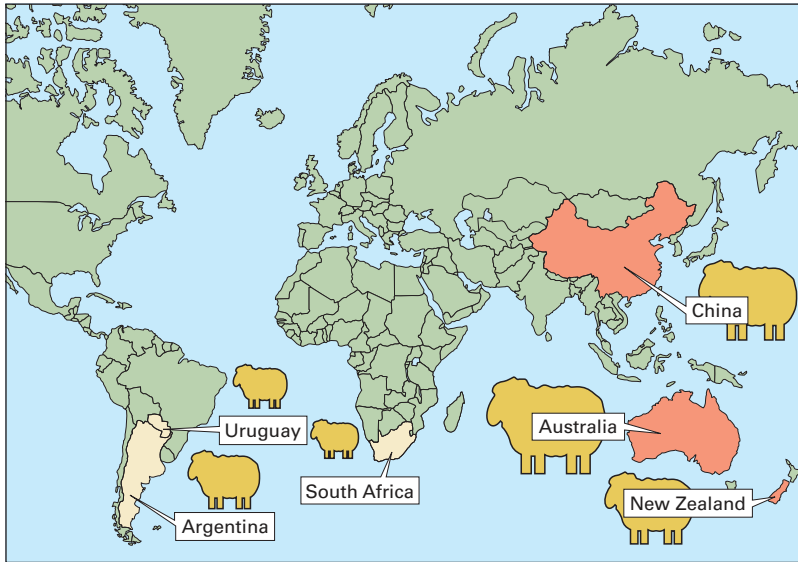 China
Uruguay
Australia
South Africa
New Zealand
Argentina